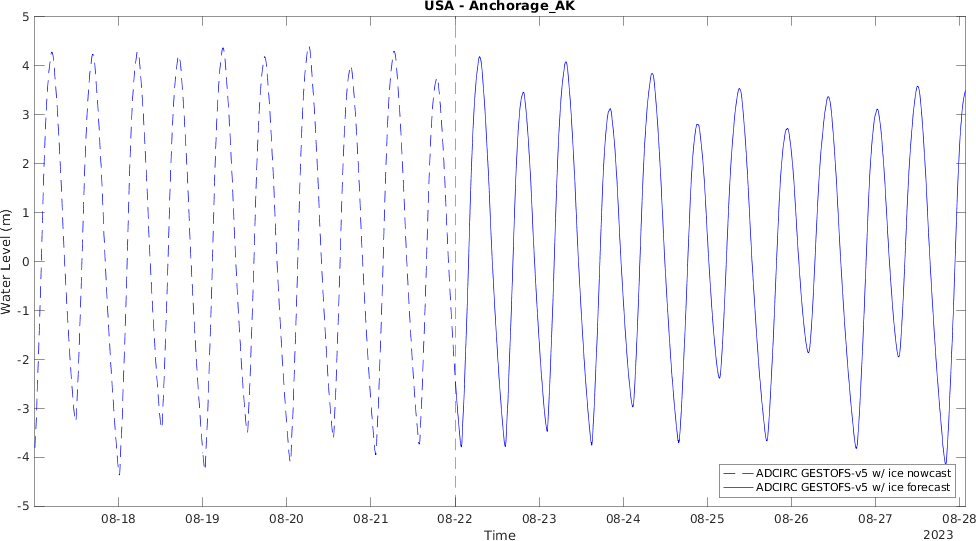 USA - Anchorage_AK
Water Level (m)
5
4
3
2
1
0
-1
-2
-3
-4
-5
ADCIRC GESTOFS-v5 w/ ice nowcast
ADCIRC GESTOFS-v5 w/ ice forecast
08-18 08-19 08-20 08-21 08-22 08-23 08-24 08-25 08-26 08-27 08-28
Time
2023